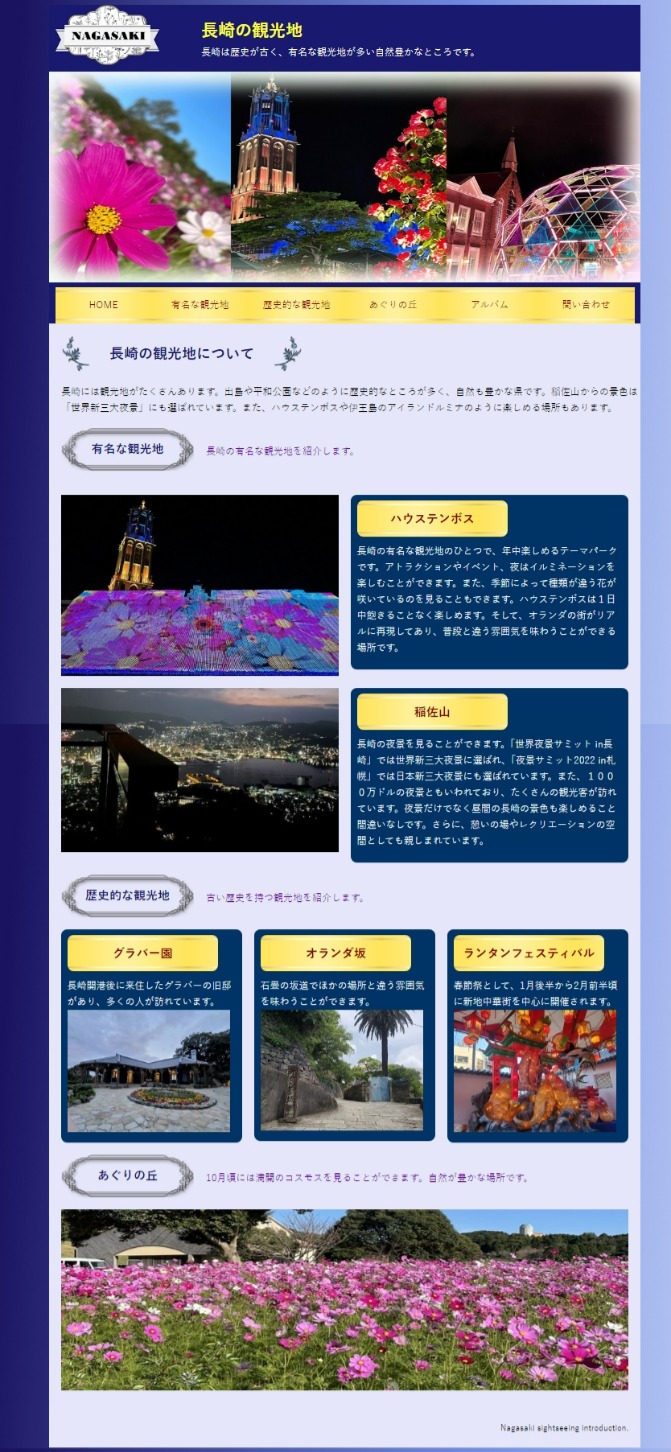 NAGASAKI
長崎の観光地
長崎は歴史が古く、有名な観光地が多い自然豊かなところです。
HOME 有名な観光地 歴史的な観光地 あぐりの丘 アルバム 問い合わせ
長崎の観光地について
長崎には観光地がたくさんあります。出島や平和公園などのように歴史的なところが多く、自然も豊かな県です。稲佐山からの景色は
「世界新三大夜景」にも選ばれています。また、ハウステンボスや伊王島のアイランドルミナのように楽しめる場所もあります。
有名な観光地
長崎の有名な観光地を紹介します。
ハウステンボス
長崎の有名な観光地のひとつで、年中楽しめるテーマパーク
です。アトラクションやイベント、夜はイルミネーションを
楽しむことができます。また、季節によって種類が違う花が
咲いているのを見ることもできます。ハウステンボスは１日
中飽きることなく楽しめます。そして、オランダの街がリア
ルに再現してあり、普段と違う雰囲気を味わうことができる
場所です。
稲佐山
長崎の夜景を見ることができます。「世界夜景サミット in長
崎」では世界新三大夜景に選ばれ、「夜景サミット2022 in札
幌」では日本新三大夜景にも選ばれています。また、１００
０万ドルの夜景ともいわれており、たくさんの観光客が訪れ
ています。夜景だけでなく昼間の長崎の景色も楽しめること
間違いなしです。さらに、憩いの場やレクリエーションの空
間としても親しまれています。
歴史的な観光地
古い歴史を持つ観光地を紹介します。
グラバー園
長崎開港後に来住したグラバーの旧邸
があり、多くの人が訪れています。
オランダ坂
石畳の坂道でほかの場所と違う雰囲気
を味わうことができます。
ランタンフェスティバル
春節祭として、1月後半から2月前半頃
に新地中華街を中心に開催されます。
あぐりの丘
10月頃には満開のコスモスを見ることができます。自然が豊かな場所です。
Nagasaki sightseeing introduction.